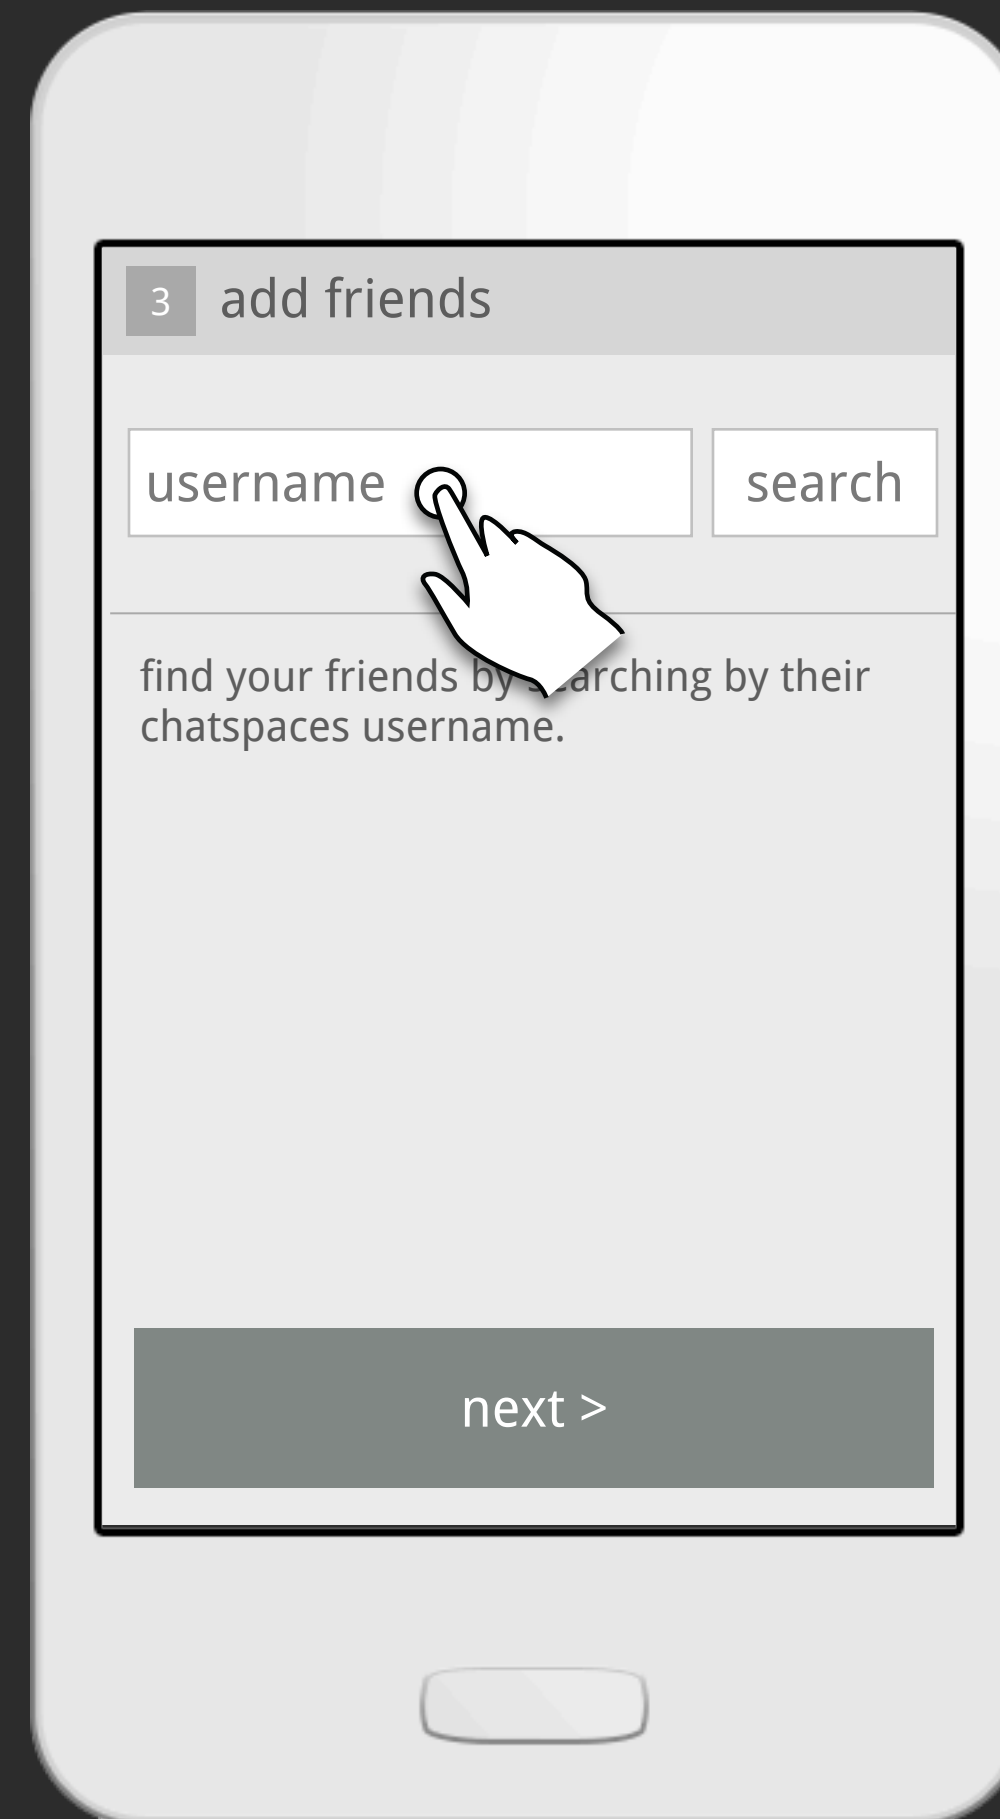 3 add friends
username search
find your friends by searching by their
chatspaces username.
next >